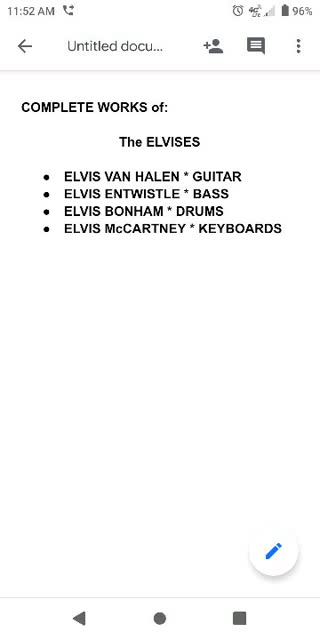 11:52 AM 96%
Untitled docu...
COMPLETE WORKS of:
The ELVISES
• ELVIS VAN HALEN * GUITAR
• ELVIS ENTWISTLE * BASS
• ELVIS BONHAM * DRUMS
• ELVIS McCARTNEY * KEYBOARDS